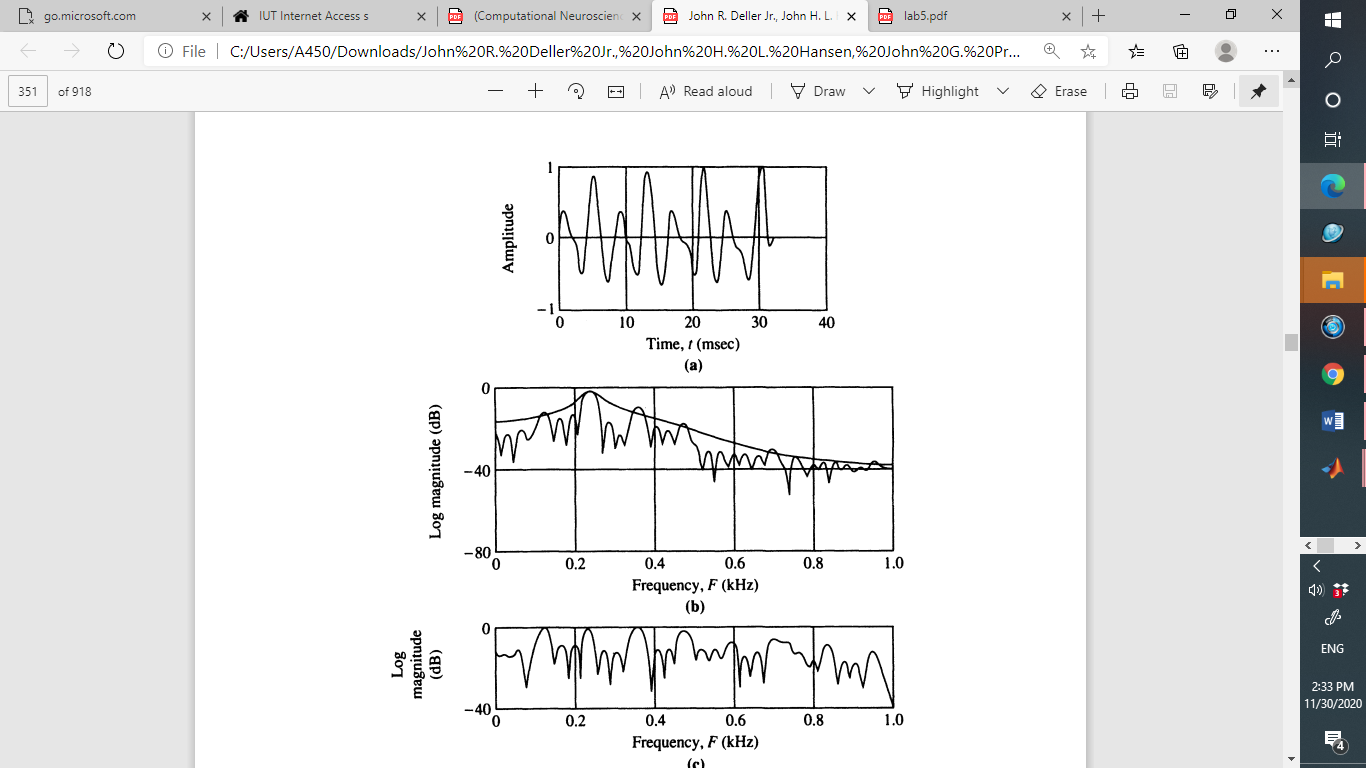 go.microsoft.com
IUT Internet Access s
(Computational Neuroscienc
John R. Deller Jr., John H. L.
lab5.pdf
File
C:/Users/A450/Downloads/John%20R.%20Deller%20Jr.,%20John%20H.%20L.%20Hansen,%20John%20G.%20Pr...
351 of 918
Read aloud
Draw
Highlight
Erase
1
0
−1
Amplitude
0 10 20 30 40
Time, t (msec)
(a)
0
−40
−80
Log magnitude (dB)
0 0.2 0.4 0.6 0.8 1.0
Frequency, F (kHz)
(b)
0
−40
Log
magnitude
(dB)
0 0.2 0.4 0.6 0.8 1.0
Frequency, F (kHz)
(c)
3
ENG
2:33 PM
11/30/2020
4